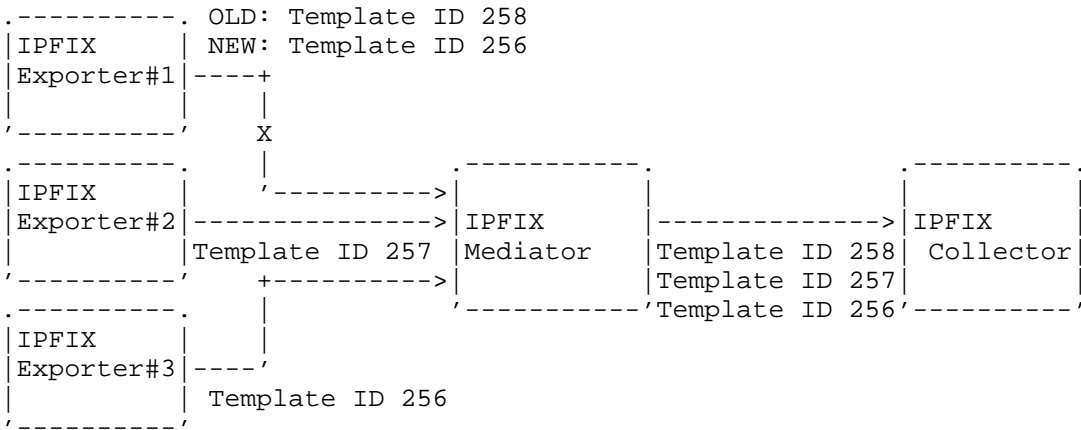 OLD: Template ID 258
IPFIX NEW: Template ID 256
Exporter#1
X
IPFIX
Exporter#2 IPFIX IPFIX
Template ID 257 Mediator Template ID 258 Collector
Template ID 257
Template ID 256
IPFIX
Exporter#3
Template ID 256